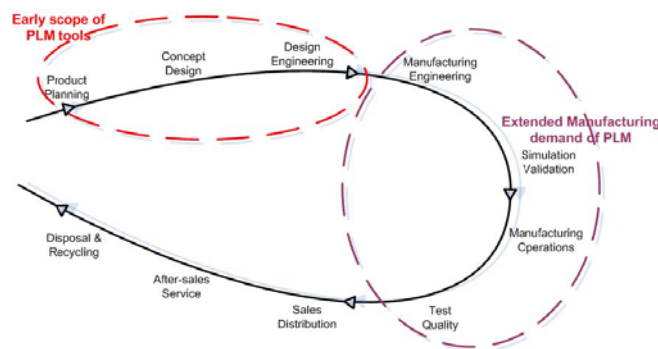 Early scope of
PLM tools
Product
Planning
Concept
Design
Design
Engineering
Manufacturing
Engineering
Extended Manufacturing
demand of PLM
Simulation
Validation
Manufacturing
Operations
Test
Quality
Sales
Distribution
After-sales
Service
Disposal &
Recycling